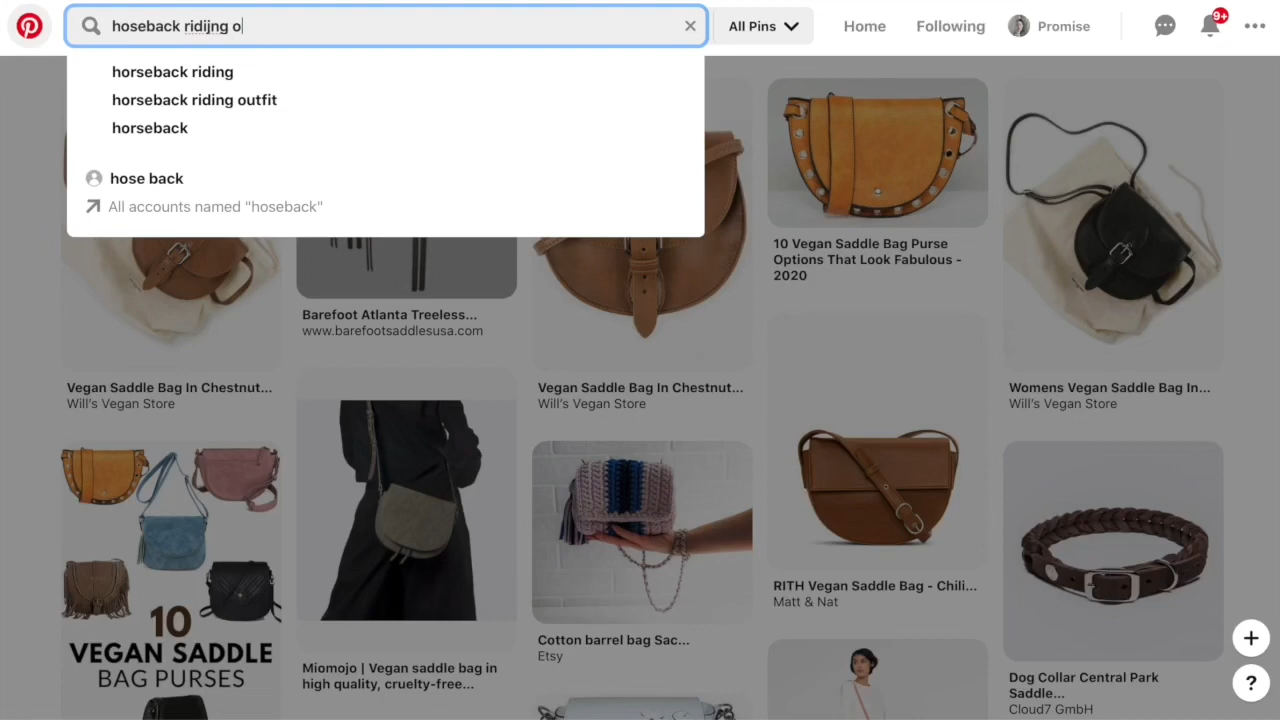 hoseback ridijng o
All Pins
Home
Following
Promise
9+
horseback riding
horseback riding outfit
horseback
hose back
All accounts named "hoseback"
Vegan Saddle Bag In Chestnut...
Will's Vegan Store
10
VEGAN SADDLE
BAG PURSES
Barefoot Atlanta Treeless...
www.barefootsaddlesusa.com
Miomojo | Vegan saddle bag in
high quality, cruelty-free...
Vegan Saddle Bag In Chestnut...
Will's Vegan Store
Cotton barrel bag Sac...
Etsy
10 Vegan Saddle Bag Purse
Options That Look Fabulous -
2020
RITH Vegan Saddle Bag - Chili...
Matt & Nat
Womens Vegan Saddle Bag In...
Will's Vegan Store
Dog Collar Central Park
Saddle...
Cloud7 GmbH
+
?